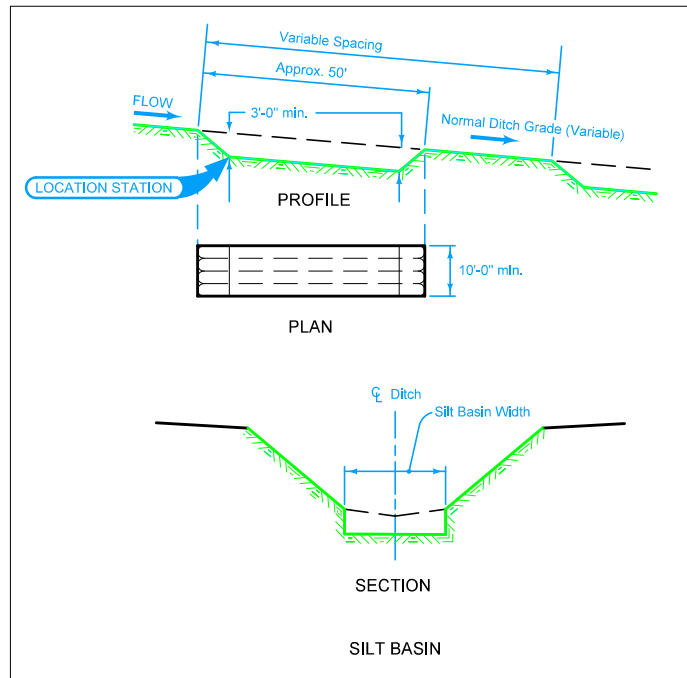 Variable Spacing
Approx. 50'
FLOW
3'-0" min.
Normal Ditch Grade (Variable)
LOCATION STATION
PROFILE
10'-0" min.
PLAN
℄ Ditch
Silt Basin Width
SECTION
SILT BASIN